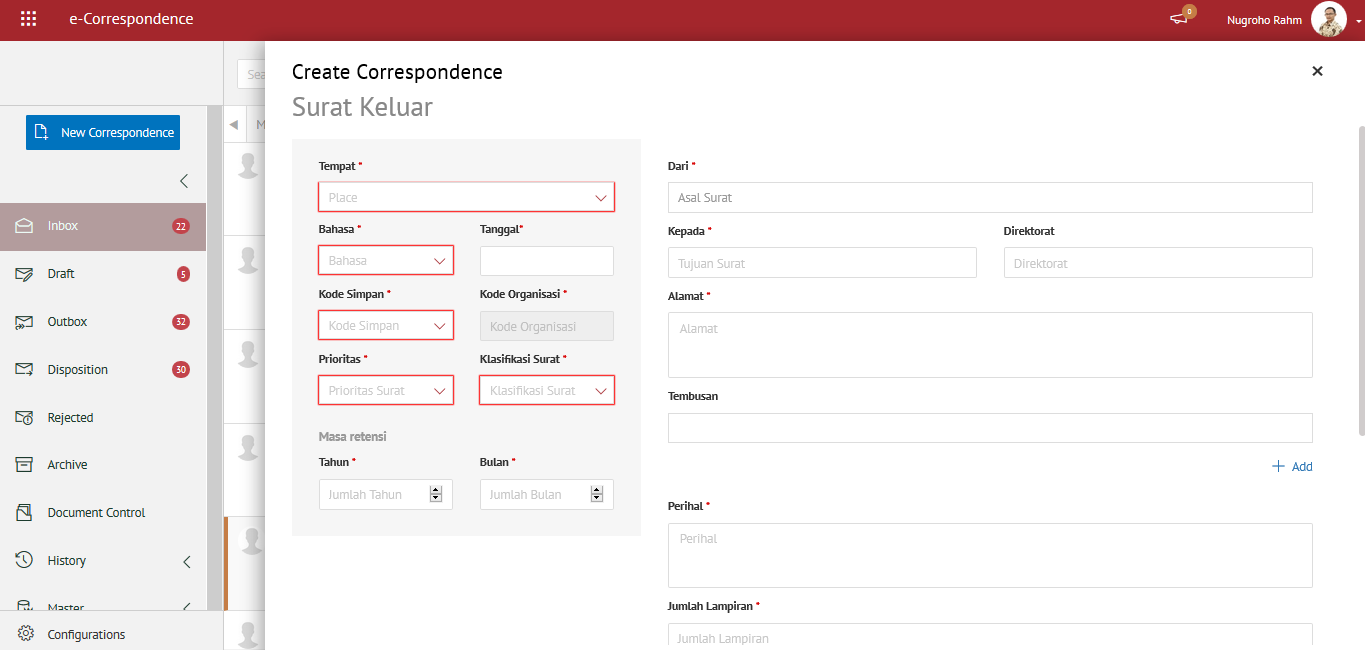 e-Correspondence
0
Nugroho Rahm
New Correspondence
Inbox 22
Draft 5
Outbox 32
Disposition 30
Rejected
Archive
Document Control
History
Master
Configurations
Sea
M
Create Correspondence
Surat Keluar
Tempat *
Place
Bahasa * Tanggal*
Bahasa
Kode Simpan * Kode Organisasi *
Kode Simpan Kode Organisasi
Prioritas * Klasifikasi Surat *
Prioritas Surat Klasifikasi Surat
Masa retensi
Tahun * Bulan *
Jumlah Tahun Jumlah Bulan
Dari *
Asal Surat
Kepada * Direktorat
Tujuan Surat Direktorat
Alamat *
Alamat
Tembusan
+ Add
Perihal *
Perihal
Jumlah Lampiran *
Jumlah Lampiran